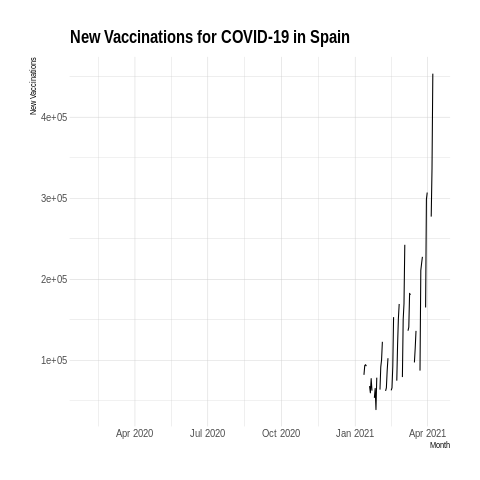 New Vaccinations for COVID-19 in Spain
New Vaccinations
4e+05
3e+05
2e+05
1e+05
Apr 2020 Jul 2020 Oct 2020 Jan 2021 Apr 2021
Month